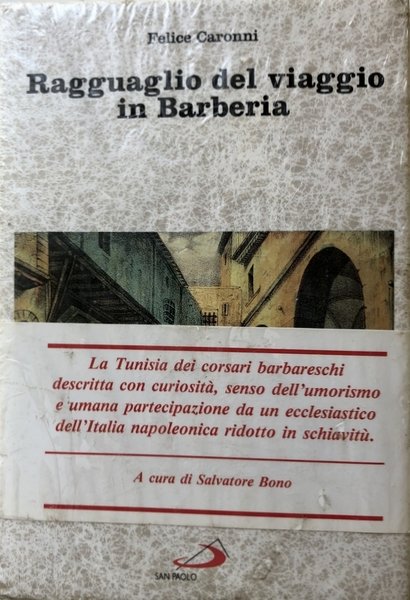 Felice Caronni
Ragguaglio del viaggio
in Barberia
La Tunisia dei corsari barbareschi
descritta con curiosità, senso dell'umorismo
e umana partecipazione da un ecclesiastico
dell'Italia napoleonica ridotto in schiavitù.
A cura di Salvatore Bono
SAN PAOLO